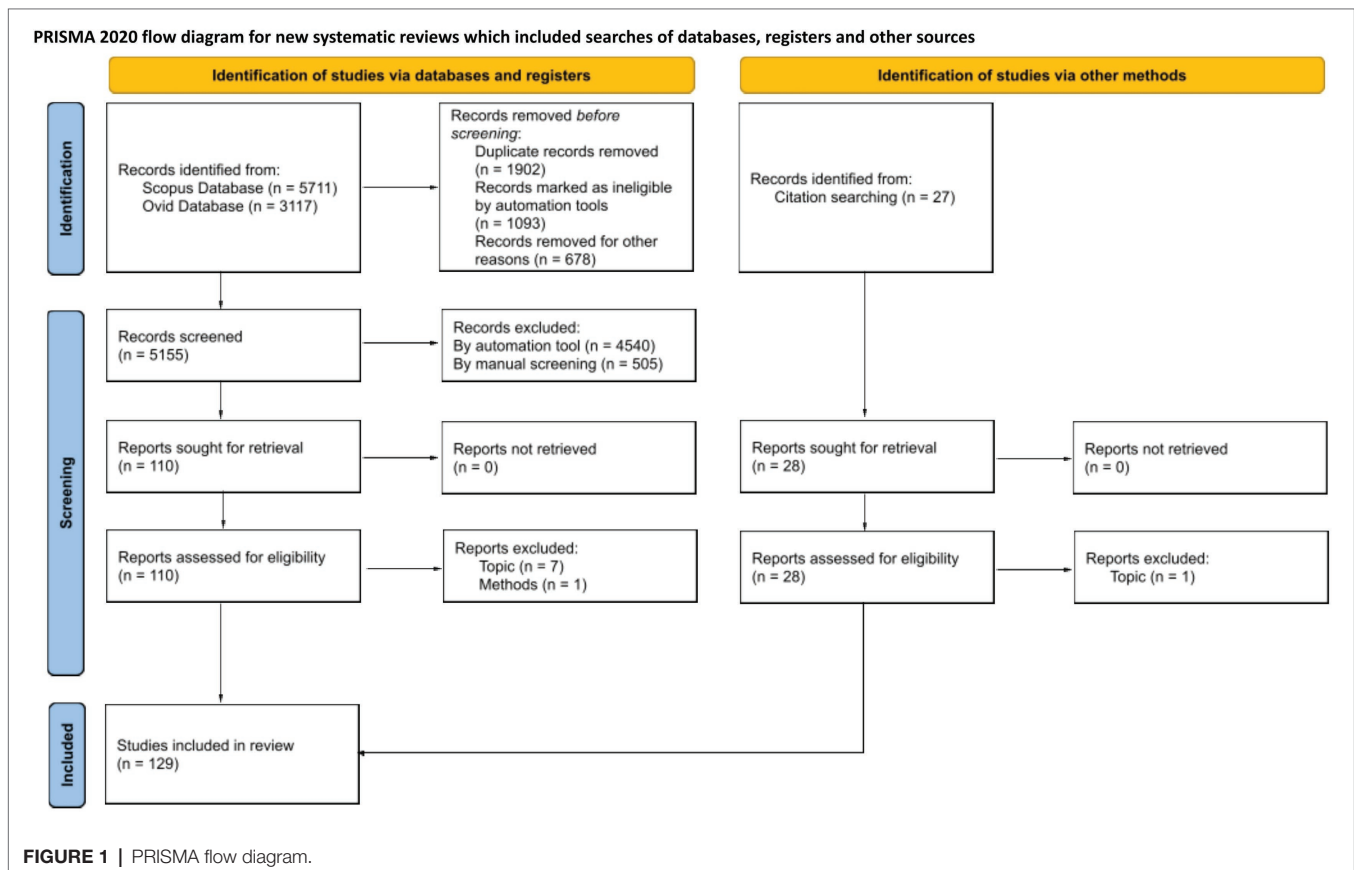 PRISMA 2020 flow diagram for new systematic reviews which included searches of databases, registers and other sources
Identification of studies via databases and registers
Identification of studies via other methods
Identification
Records identified from:
Scopus Database (n = 5711)
Ovid Database (n = 3117)
Records removed before
screening:
Duplicate records removed
(n = 1902)
Records marked as ineligible
by automation tools
(n = 1093)
Records removed for other
reasons (n = 678)
Records identified from:
Citation searching (n = 27)
Screening
Records screened
(n = 5155)
Records excluded:
By automation tool (n = 4540)
By manual screening (n = 505)
Reports sought for retrieval
(n = 110)
Reports not retrieved
(n = 0)
Reports sought for retrieval
(n = 28)
Reports not retrieved
(n = 0)
Reports assessed for eligibility
(n = 110)
Reports excluded:
Topic (n = 7)
Methods (n = 1)
Reports assessed for eligibility
(n = 28)
Reports excluded:
Topic (n = 1)
Included
Studies included in review
(n = 129)
FIGURE 1 | PRISMA flow diagram.